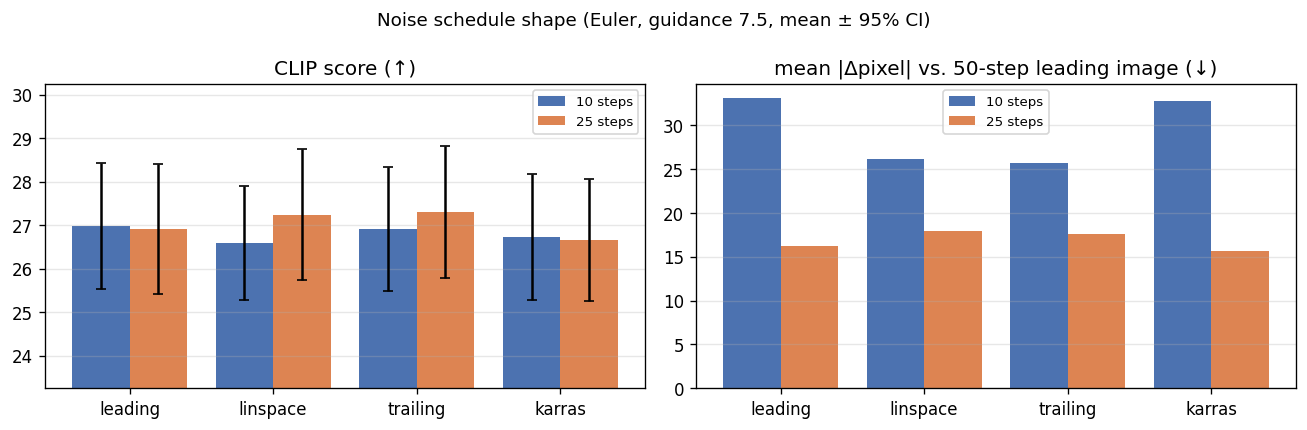 Noise schedule shape (Euler, guidance 7.5, mean ± 95% CI)
CLIP score (↑)
30
29
28
27
26
25
24
10 steps
25 steps
leading
linspace
trailing
karras
mean |Δpixel| vs. 50-step leading image (↓)
30
25
20
15
10
5
0
10 steps
25 steps
leading
linspace
trailing
karras